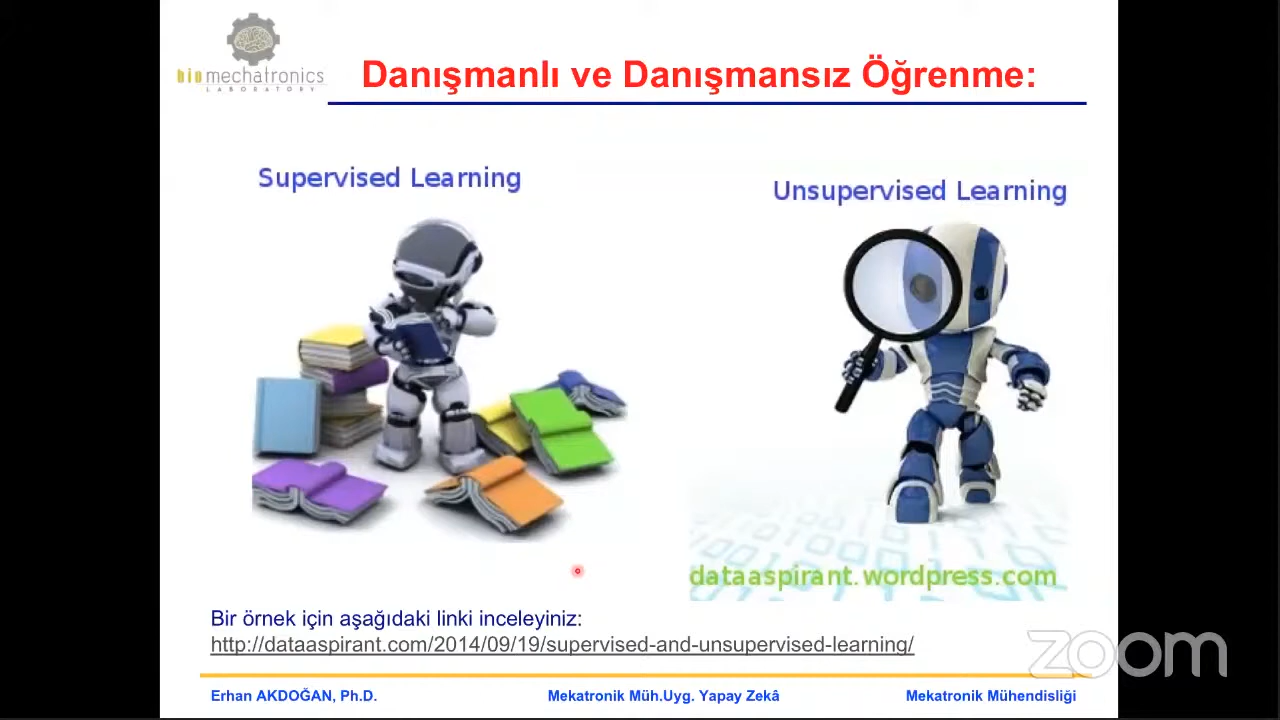 biomechatronics
LABORATORY
Danışmanlı ve Danışmansız Öğrenme:
Supervised Learning
Unsupervised Learning
dataaspirant.wordpress.com
Bir örnek için aşağıdaki linki inceleyiniz:
http://dataaspirant.com/2014/09/19/supervised-and-unsupervised-learning/
zoom
Erhan AKDOĞAN, Ph.D. Mekatronik Müh.Uyg. Yapay Zekâ Mekatronik Mühendisliği